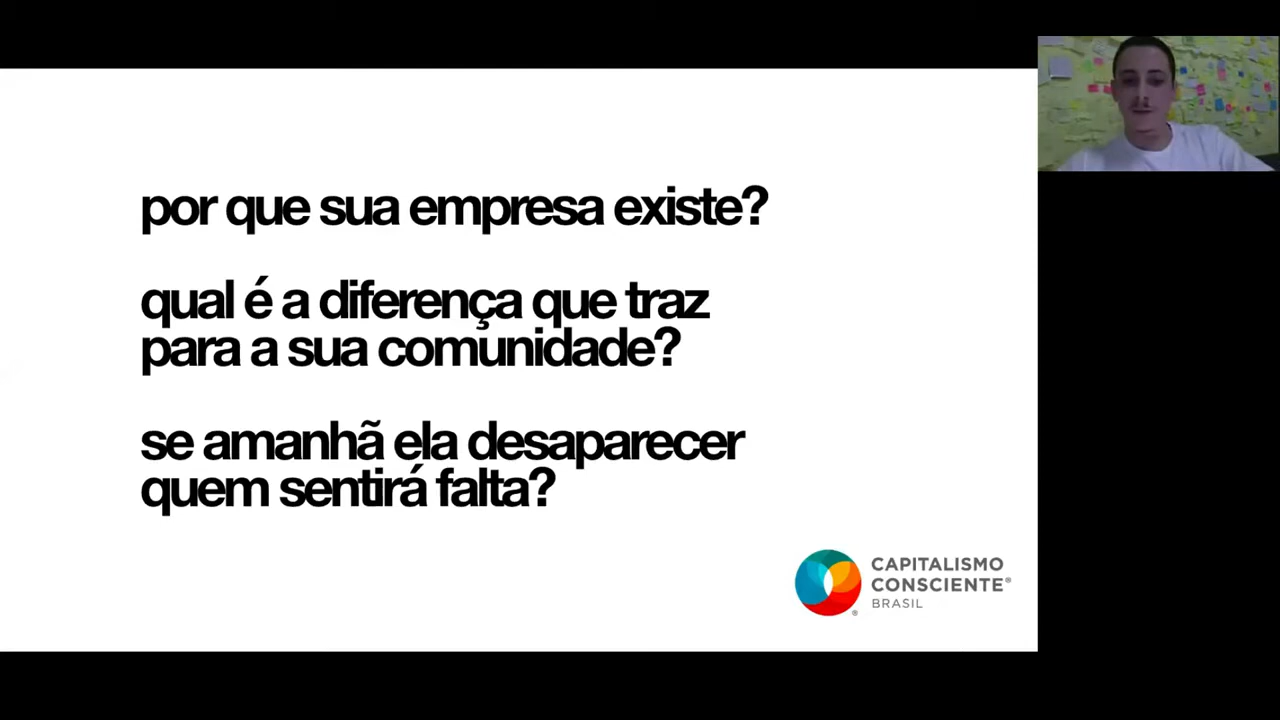 por que sua empresa existe?
qual é a diferença que traz
para a sua comunidade?
se amanhã ela desaparecer
quem sentirá falta?
CAPITALISMO
CONSCIENTE®
BRASIL
®